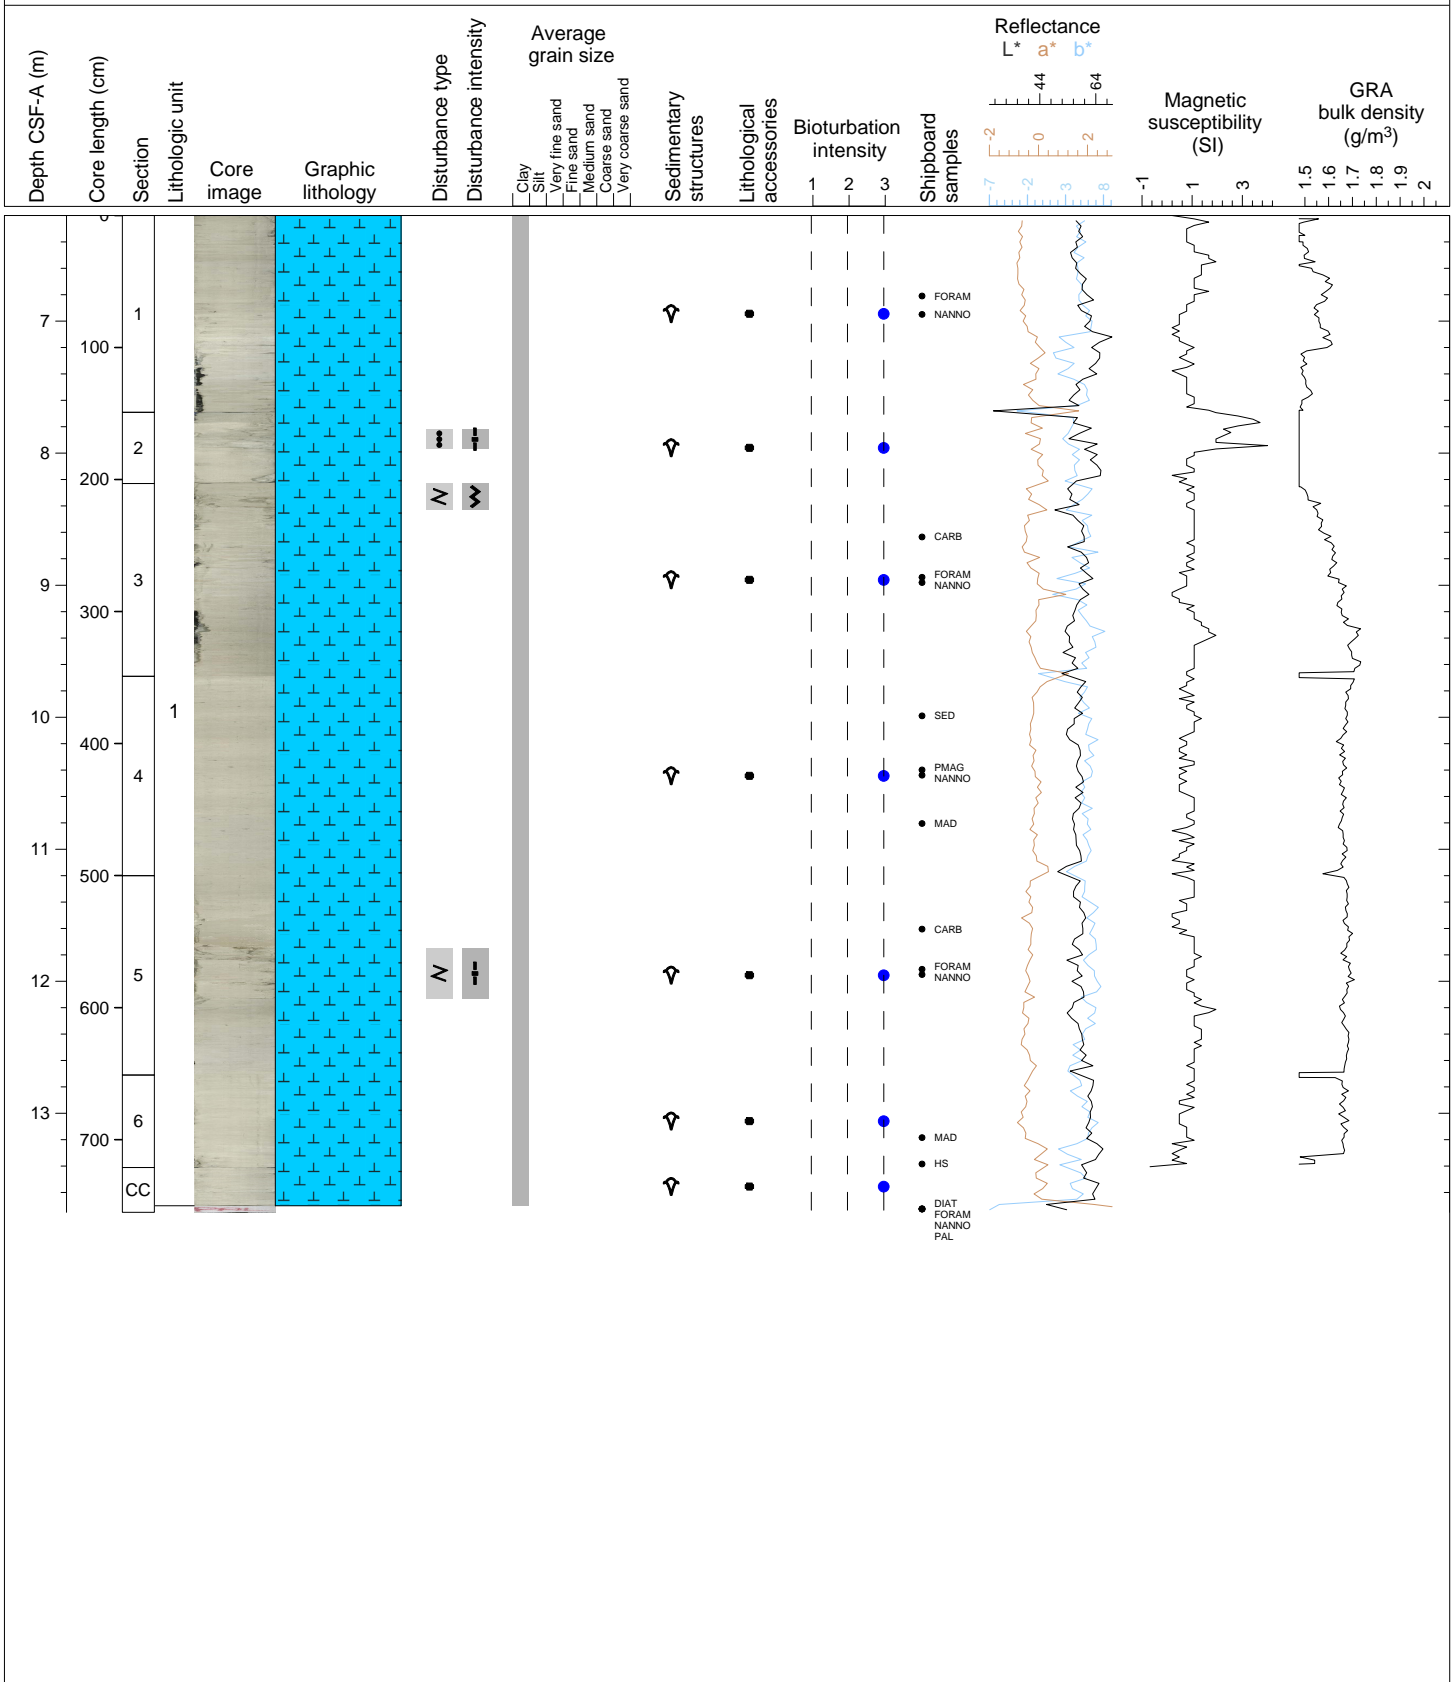 Depth CSF-A (m)
Core length (cm)
Section
Lithologic unit
Core
image
Graphic
lithology
Disturbance type
Disturbance intensity
Average
grain size
Clay
Silt
Very fine sand
Fine sand
Medium sand
Coarse sand
Very coarse sand
Sedimentary
structures
Lithological
accessories
Bioturbation
intensity
1 2 3
Shipboard
samples
Reflectance
L* a* b*
44 64
-2 0 2
-7 -2 3 8
Magnetic
susceptibility
(SI)
-1 1 3
GRA
bulk density
(g/m³)
1.5 1.6 1.7 1.8 1.9 2
0
FORAM
1
NANNO
7
100
2
8
200
CARB
FORAM
3
NANNO
9
300
1
SED
10
400
PMAG
4
NANNO
MAD
11
500
CARB
FORAM
5
NANNO
12
600
13
6
MAD
700
HS
CC
DIAT
FORAM
NANNO
PAL